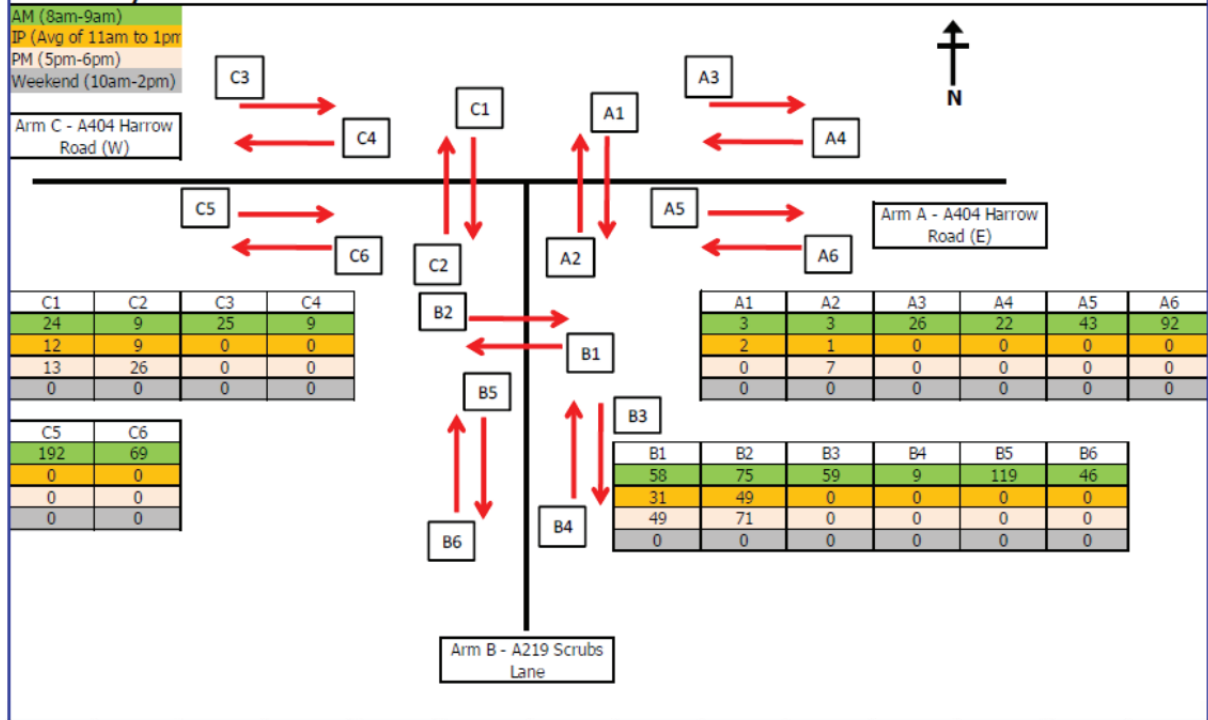 AM (8am-9am)
IP (Avg of 11am to 1pm
PM (5pm-6pm)
Weekend (10am-2pm)
N
C3
C1
A3
A1
C4
A4
Arm C - A404 Harrow
Road (W)
C5
A5
Arm A - A404 Harrow
Road (E)
C6
C2
A2
A6
C1 C2 C3 C4
24 9 25 9
12 9 0 0
13 26 0 0
0 0 0 0
B2
B1
A1 A2 A3 A4 A5 A6
3 3 26 22 43 92
2 1 0 0 0 0
0 7 0 0 0 0
0 0 0 0 0 0
B5
B3
C5 C6
192 69
0 0
0 0
0 0
B6
B4
B1 B2 B3 B4 B5 B6
58 75 59 9 119 46
31 49 0 0 0 0
49 71 0 0 0 0
0 0 0 0 0 0
Arm B - A219 Scrubs
Lane